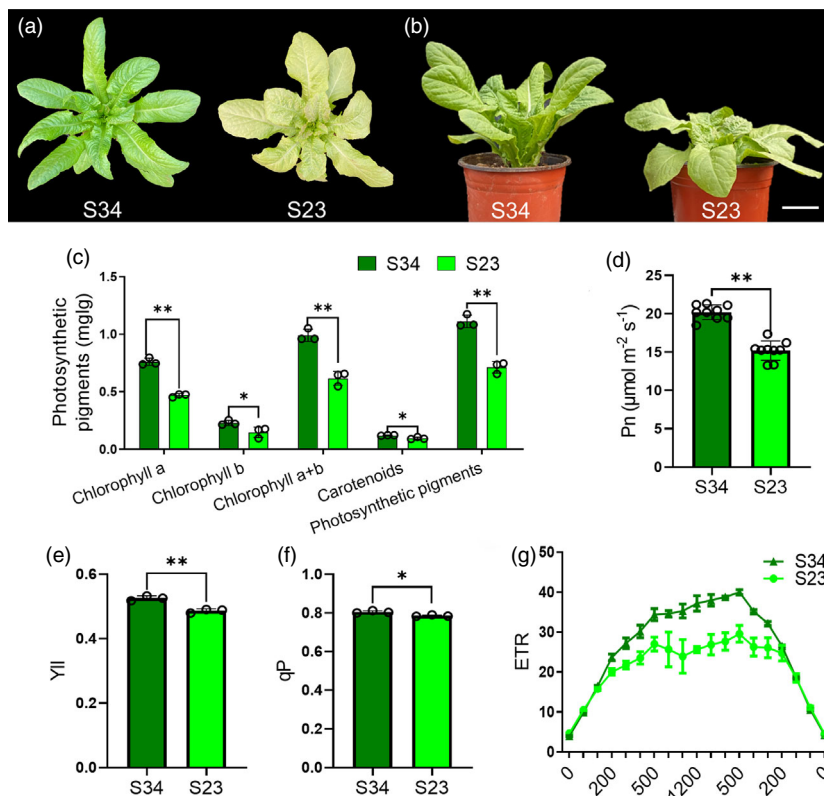 (a)
(b)
S34
S23
S34
S23
(c)
S34
S23
Photosynthetic
pigments (mg|g)
1.5
1.0
0.5
0.0
**
*
**
*
**
Chlorophyll a
Chlorophyll b
Chlorophyll a+b
Carotenoids
Photosynthetic pigments
(d)
Pn (μmol m⁻² s⁻¹)
25
20
15
10
5
0
**
S34
S23
(e)
YII
0.6
0.4
0.2
0.0
**
S34
S23
(f)
qP
1.0
0.8
0.6
0.4
0.2
0.0
*
S34
S23
(g)
S34
S23
ETR
50
40
30
20
10
0
0
200
500
1200
500
200
0